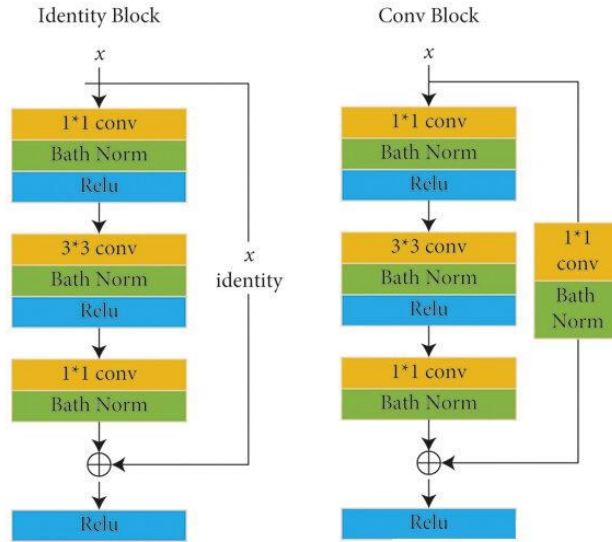 Identity Block
x
1*1 conv
Bath Norm
Relu
3*3 conv
Bath Norm
Relu
1*1 conv
Bath Norm
Relu
x
identity
Conv Block
x
1*1 conv
Bath Norm
Relu
3*3 conv
Bath Norm
Relu
1*1 conv
Bath Norm
Relu
1*1
conv
Bath
Norm